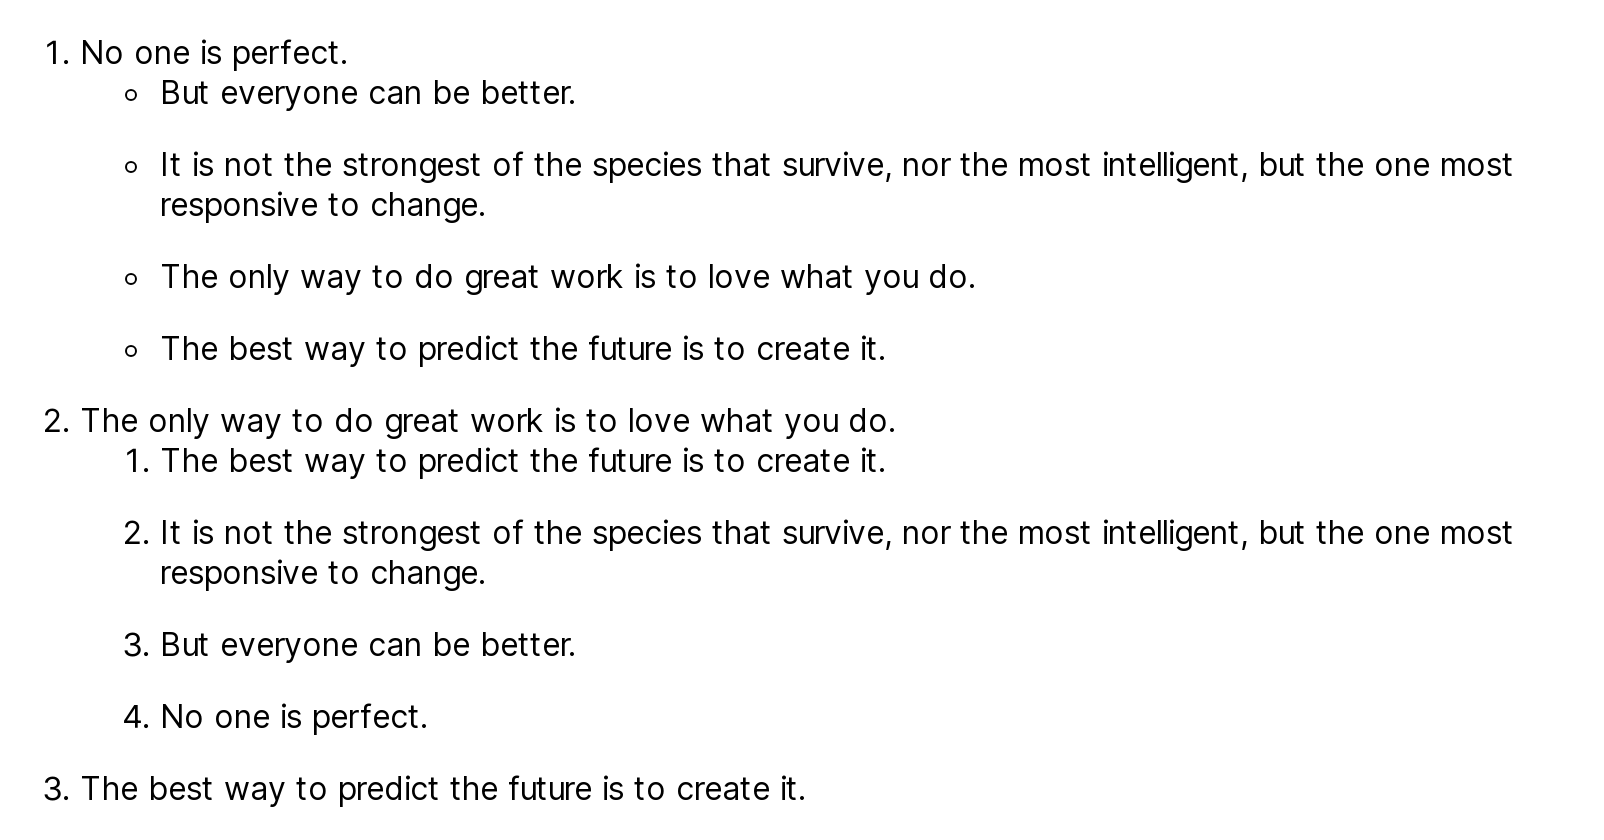 1. No one is perfect.
◦ But everyone can be better.
◦ It is not the strongest of the species that survive, nor the most intelligent, but the one most
responsive to change.
◦ The only way to do great work is to love what you do.
◦ The best way to predict the future is to create it.
2. The only way to do great work is to love what you do.
1. The best way to predict the future is to create it.
2. It is not the strongest of the species that survive, nor the most intelligent, but the one most
responsive to change.
3. But everyone can be better.
4. No one is perfect.
3. The best way to predict the future is to create it.